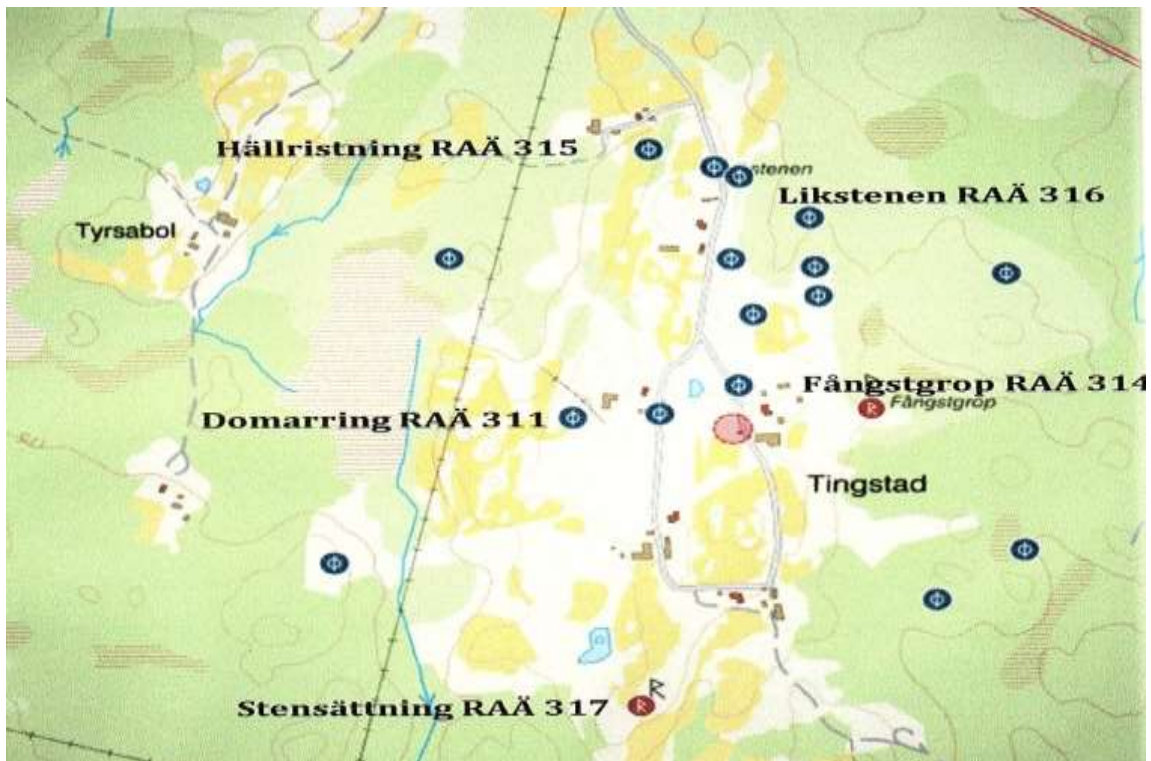 Hällristning RAÄ 315
stenen
Likstenen RAÄ 316
Tyrsabol
Fångstgrop RAÄ 314
Fångstgrop
R
Domarring RAÄ 311
Tingstad
R
Stensättning RAÄ 317
R